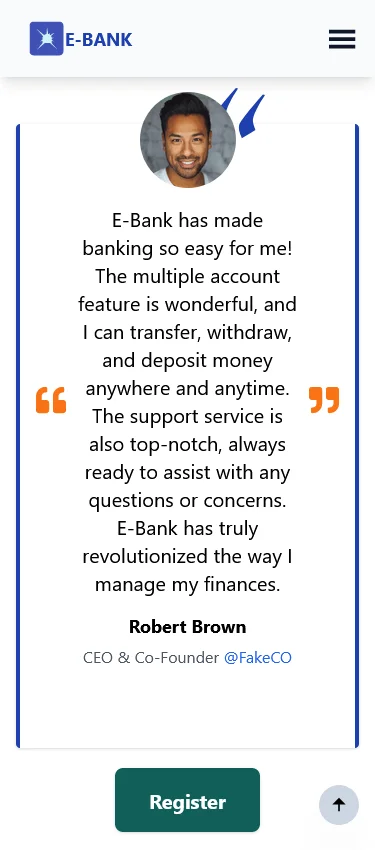 E-BANK
E-Bank has made
banking so easy for me!
The multiple account
feature is wonderful, and
I can transfer, withdraw,
and deposit money
anywhere and anytime.
The support service is
also top-notch, always
ready to assist with any
questions or concerns.
E-Bank has truly
revolutionized the way I
manage my finances.
Robert Brown
CEO & Co-Founder @FakeCO
Register